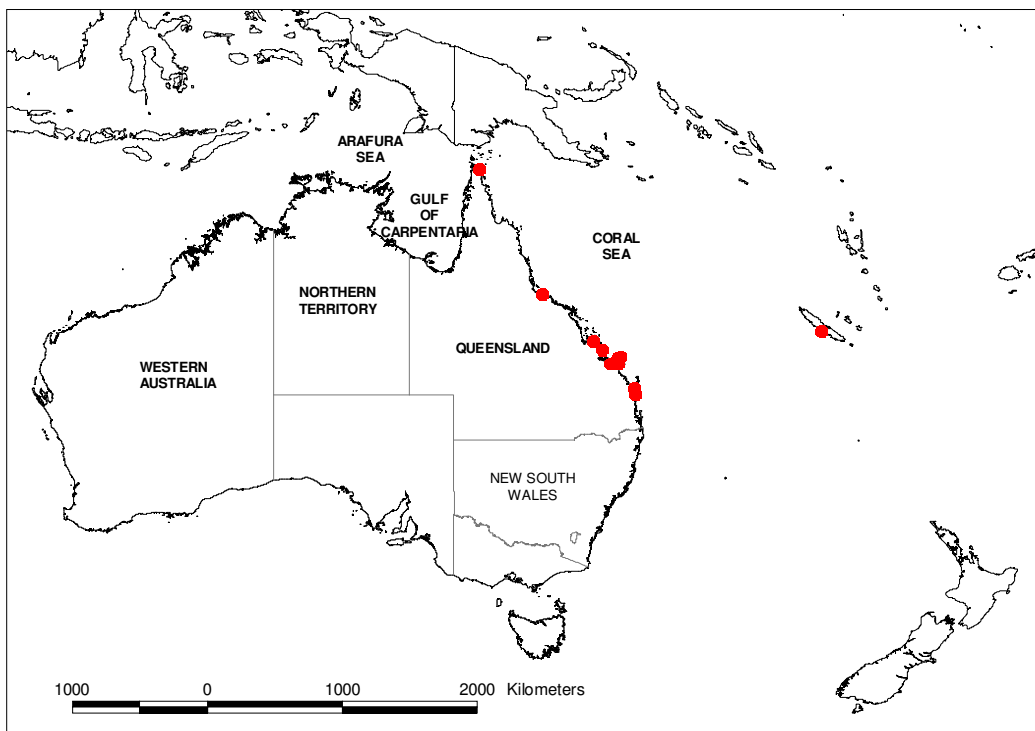 ARAFURA
SEA
GULF
OF
CARPENTARIA
CORAL
SEA
NORTHERN
TERRITORY
QUEENSLAND
WESTERN
AUSTRALIA
NEW SOUTH
WALES
1000 0 1000 2000 Kilometers